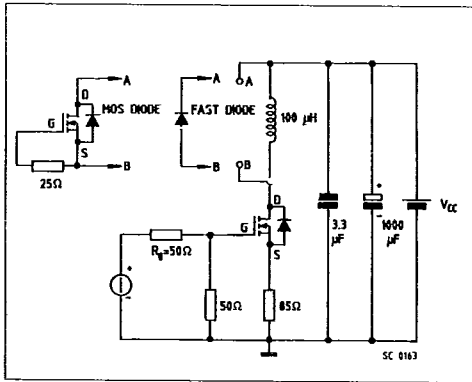 A
D
G
MOS DIODE
S
B
25Ω
A
FAST DIODE
B
A
100 µH
B
D
G
S
Rg=50Ω
+
-
50Ω
85Ω
3.3
µF
+
-
1000
µF
VCC
SC 0163